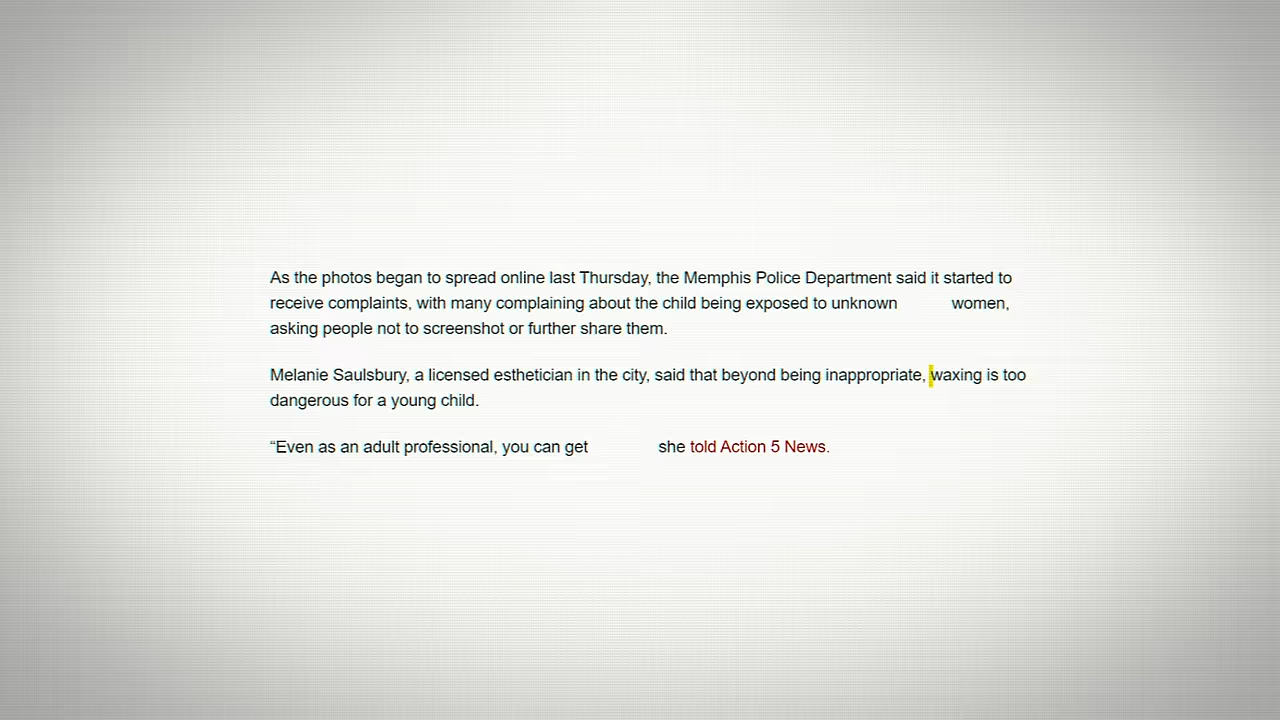 As the photos began to spread online last Thursday, the Memphis Police Department said it started to
receive complaints, with many complaining about the child being exposed to unknown women,
asking people not to screenshot or further share them.
Melanie Saulsbury, a licensed esthetician in the city, said that beyond being inappropriate, waxing is too
dangerous for a young child.
“Even as an adult professional, you can get she told Action 5 News.